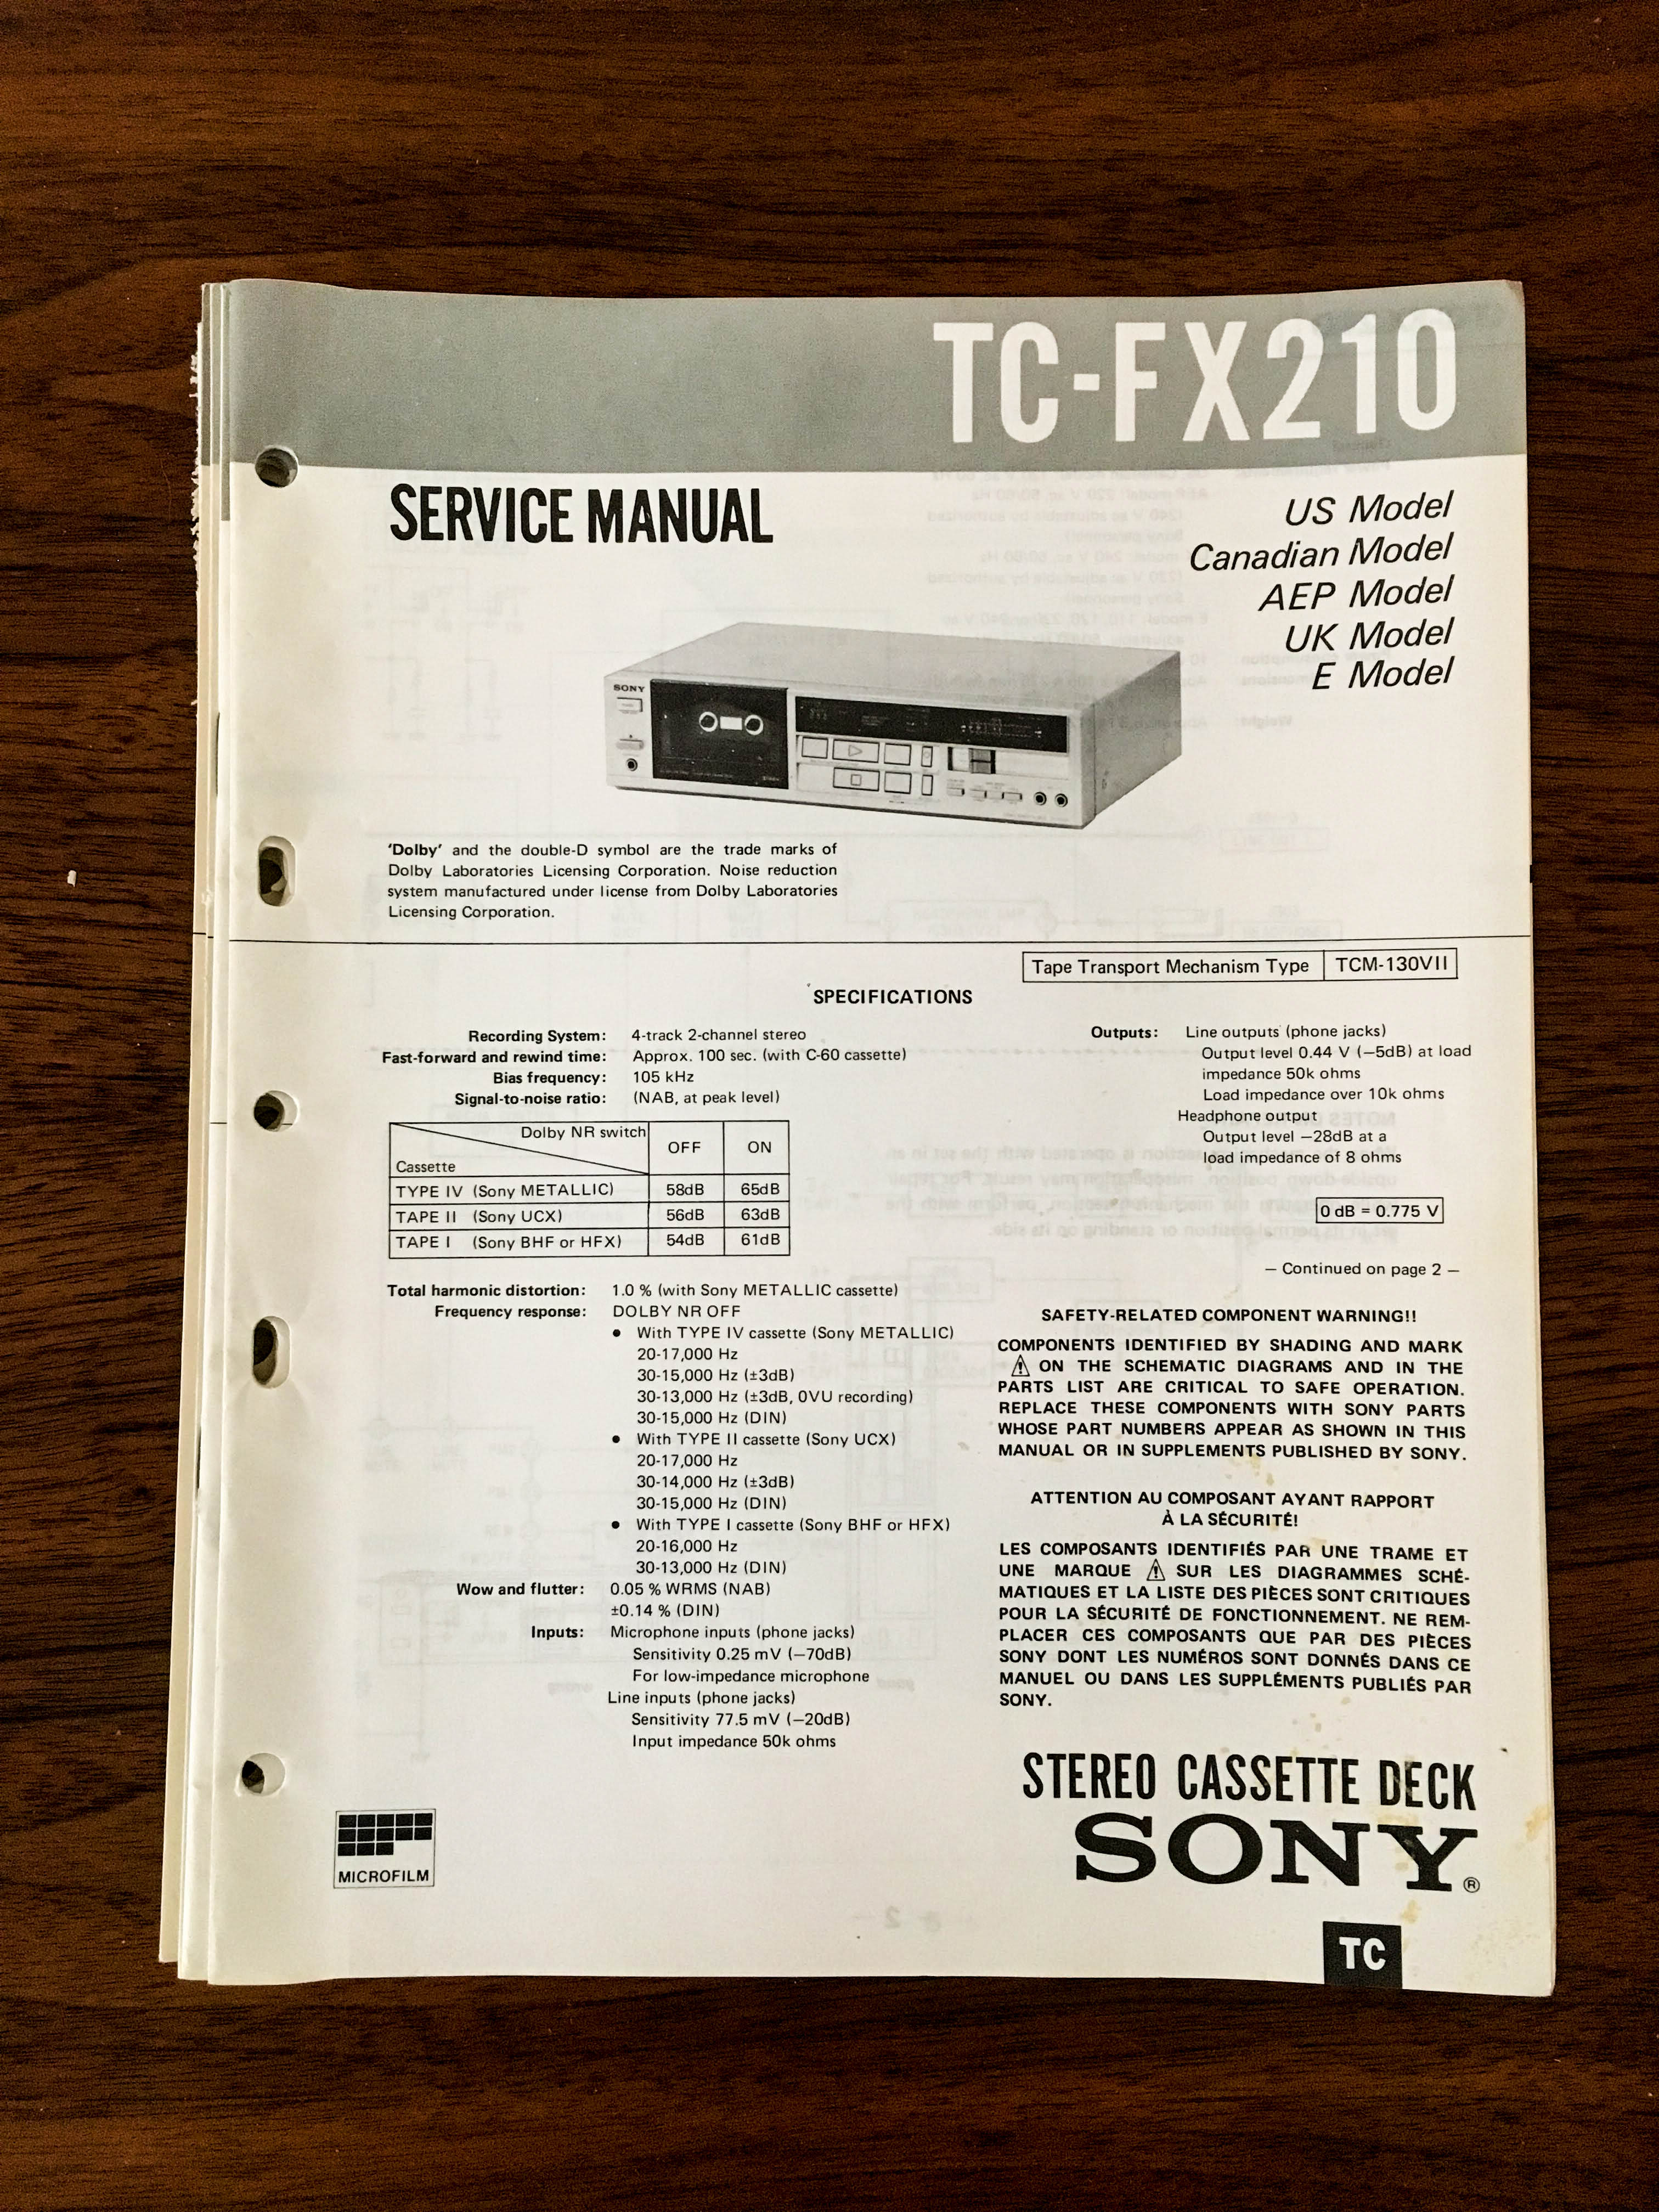 TC-FX210
SERVICE MANUAL
US Model
Canadian Model
AEP Model
UK Model
E Model
SONY
'Dolby' and the double-D symbol are the trade marks of
Dolby Laboratories Licensing Corporation. Noise reduction
system manufactured under license from Dolby Laboratories
Licensing Corporation.
Tape Transport Mechanism Type TCM-130VII
SPECIFICATIONS
Recording System: 4-track 2-channel stereo
Fast-forward and rewind time: Approx. 100 sec. (with C-60 cassette)
Bias frequency: 105 kHz
Signal-to-noise ratio: (NAB, at peak level)
Dolby NR switch OFF ON
Cassette
TYPE IV (Sony METALLIC) 58dB 65dB
TAPE II (Sony UCX) 56dB 63dB
TAPE I (Sony BHF or HFX) 54dB 61dB
Total harmonic distortion: 1.0 % (with Sony METALLIC cassette)
Frequency response: DOLBY NR OFF
● With TYPE IV cassette (Sony METALLIC)
20-17,000 Hz
30-15,000 Hz (±3dB)
30-13,000 Hz (±3dB, 0VU recording)
30-15,000 Hz (DIN)
● With TYPE II cassette (Sony UCX)
20-17,000 Hz
30-14,000 Hz (±3dB)
30-15,000 Hz (DIN)
● With TYPE I cassette (Sony BHF or HFX)
20-16,000 Hz
30-13,000 Hz (DIN)
Wow and flutter: 0.05 % WRMS (NAB)
±0.14 % (DIN)
Inputs: Microphone inputs (phone jacks)
Sensitivity 0.25 mV (−70dB)
For low-impedance microphone
Line inputs (phone jacks)
Sensitivity 77.5 mV (−20dB)
Input impedance 50k ohms
Outputs: Line outputs (phone jacks)
Output level 0.44 V (−5dB) at load
impedance 50k ohms
Load impedance over 10k ohms
Headphone output
Output level −28dB at a
load impedance of 8 ohms
0 dB = 0.775 V
— Continued on page 2 —
SAFETY-RELATED COMPONENT WARNING!!
COMPONENTS IDENTIFIED BY SHADING AND MARK
⚠ ON THE SCHEMATIC DIAGRAMS AND IN THE
PARTS LIST ARE CRITICAL TO SAFE OPERATION.
REPLACE THESE COMPONENTS WITH SONY PARTS
WHOSE PART NUMBERS APPEAR AS SHOWN IN THIS
MANUAL OR IN SUPPLEMENTS PUBLISHED BY SONY.
ATTENTION AU COMPOSANT AYANT RAPPORT
À LA SÉCURITÉ!
LES COMPOSANTS IDENTIFIÉS PAR UNE TRAME ET
UNE MARQUE ⚠ SUR LES DIAGRAMMES SCHÉ-
MATIQUES ET LA LISTE DES PIÈCES SONT CRITIQUES
POUR LA SÉCURITÉ DE FONCTIONNEMENT. NE REM-
PLACER CES COMPOSANTS QUE PAR DES PIÈCES
SONY DONT LES NUMÉROS SONT DONNÉS DANS CE
MANUEL OU DANS LES SUPPLÉMENTS PUBLIÉS PAR
SONY.
STEREO CASSETTE DECK
SONY®
MICROFILM
TC